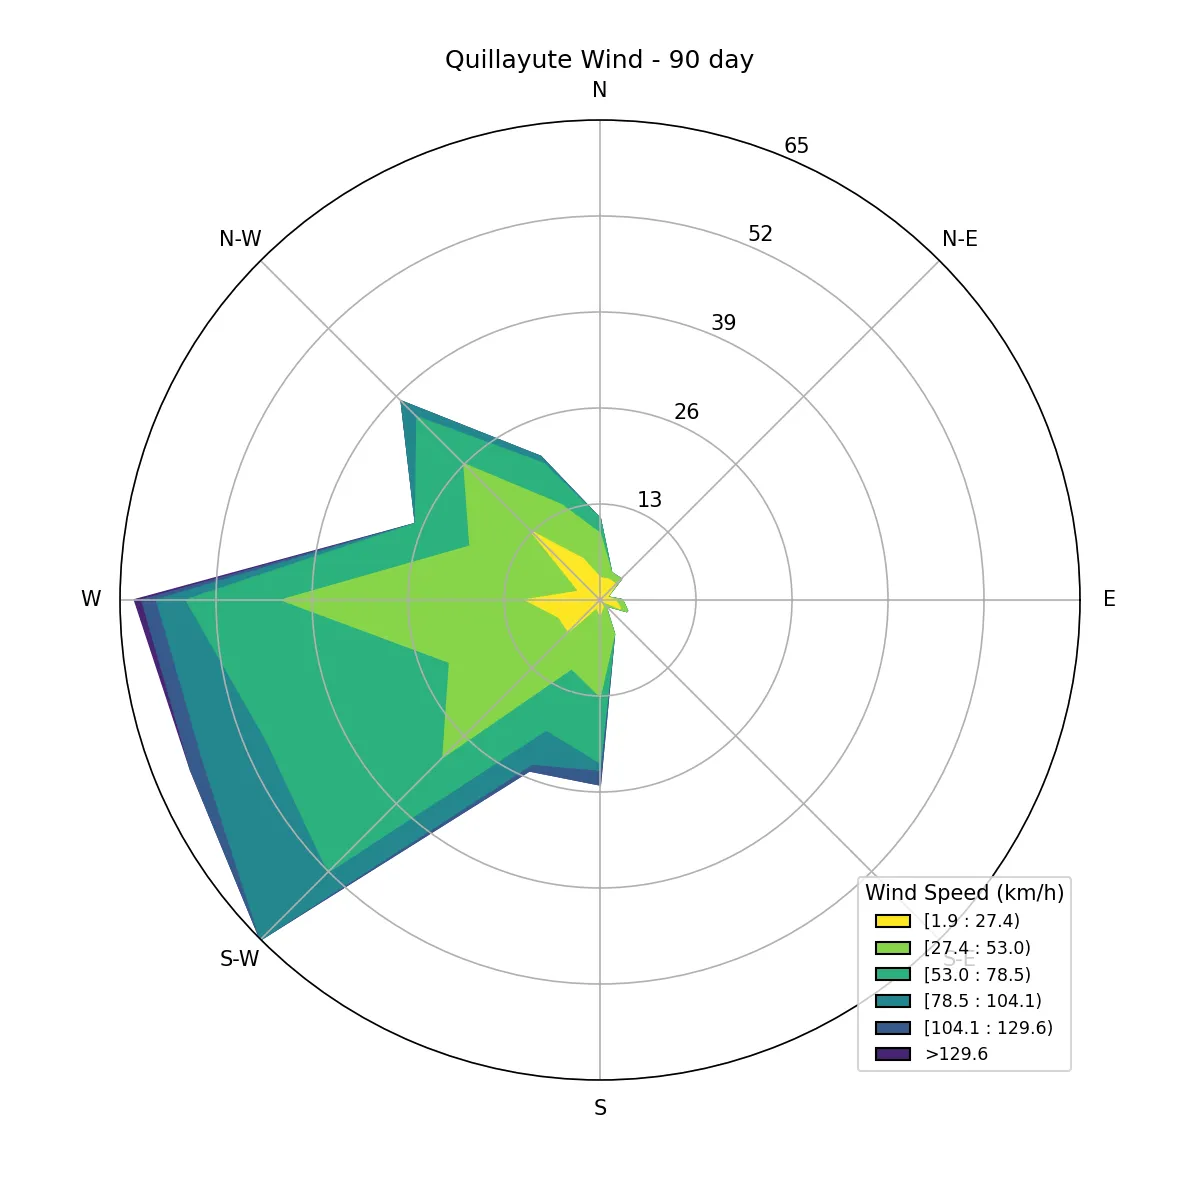 Quillayute Wind - 90 day
N
65
N-W
52
N-E
39
26
13
W
E
S-W
S-E
S
Wind Speed (km/h)
[1.9 : 27.4)
[27.4 : 53.0)
[53.0 : 78.5)
[78.5 : 104.1)
[104.1 : 129.6)
>129.6